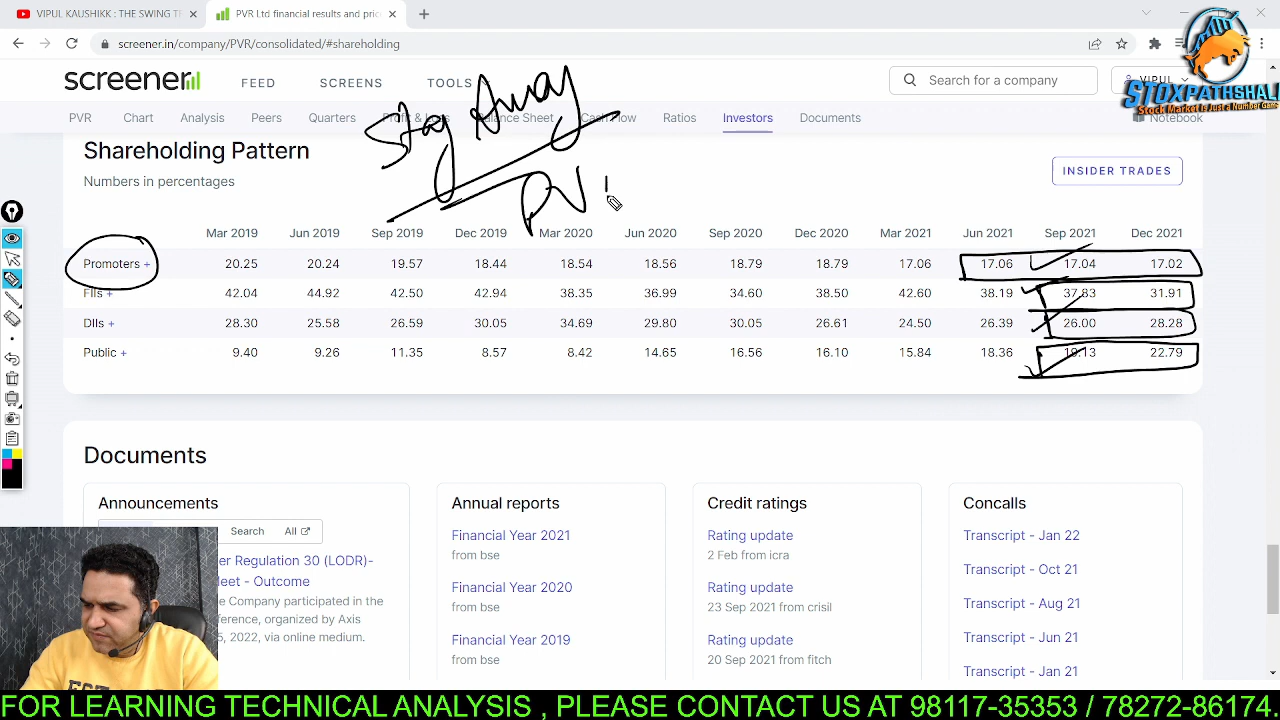 VIPUL KAUSHIKK : THE SWING T
PVR Ltd financial results and pri
screener.in/company/PVR/consolidated/#shareholding
screener
FEED SCREENS TOOLS
Search for a company
VIPUL
STOXPATHSHAL
Stock Market is Just a Number Gam
PVR Chart Analysis Peers Quarters Balance Sheet Cash Flow Ratios Investors Documents Notebook
Stay Away
PV
Shareholding Pattern
Numbers in percentages
INSIDER TRADES
Mar 2019 Jun 2019 Sep 2019 Dec 2019 Mar 2020 Jun 2020 Sep 2020 Dec 2020 Mar 2021 Jun 2021 Sep 2021 Dec 2021
Promoters + 20.25 20.24 19.57 18.44 18.54 18.56 18.79 18.79 17.06 17.06 17.04 17.02
FIIs + 42.04 44.92 42.50 42.94 38.35 36.99 34.60 38.50 42.60 38.19 37.83 31.91
DIIs + 28.30 25.58 26.59 3.05 34.69 29.80 30.05 26.61 24.50 26.39 26.00 28.28
Public + 9.40 9.26 11.35 8.57 8.42 14.65 16.56 16.10 15.84 18.36 19.13 22.79
Documents
Announcements
Search All
er Regulation 30 (LODR)-
leet - Outcome
e Company participated in the
ference, organized by Axis
5, 2022, via online medium.
Annual reports
Financial Year 2021
from bse
Financial Year 2020
from bse
Financial Year 2019
from bse
Credit ratings
Rating update
2 Feb from icra
Rating update
23 Sep 2021 from crisil
Rating update
20 Sep 2021 from fitch
Concalls
Transcript - Jan 22
Transcript - Oct 21
Transcript - Aug 21
Transcript - Jun 21
Transcript - Jan 21
FOR LEARNING TECHNICAL ANALYSIS , PLEASE CONTACT US AT 98117-35353 / 78272-86174.